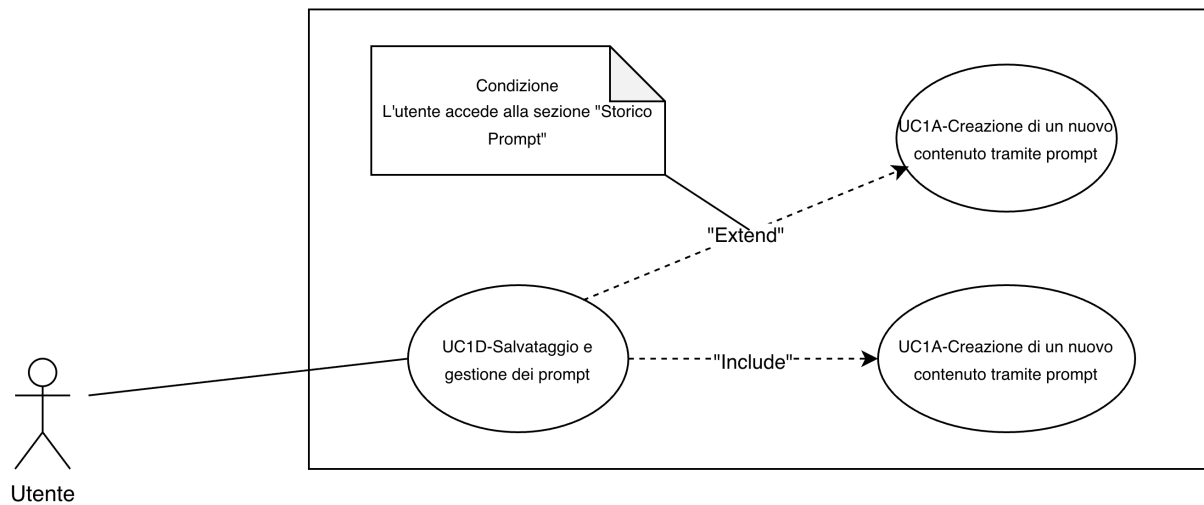 Condizione
L'utente accede alla sezione "Storico
Prompt"
UC1A-Creazione di un nuovo
contenuto tramite prompt
"Extend"
UC1D-Salvataggio e
gestione dei prompt
"Include"
UC1A-Creazione di un nuovo
contenuto tramite prompt
Utente